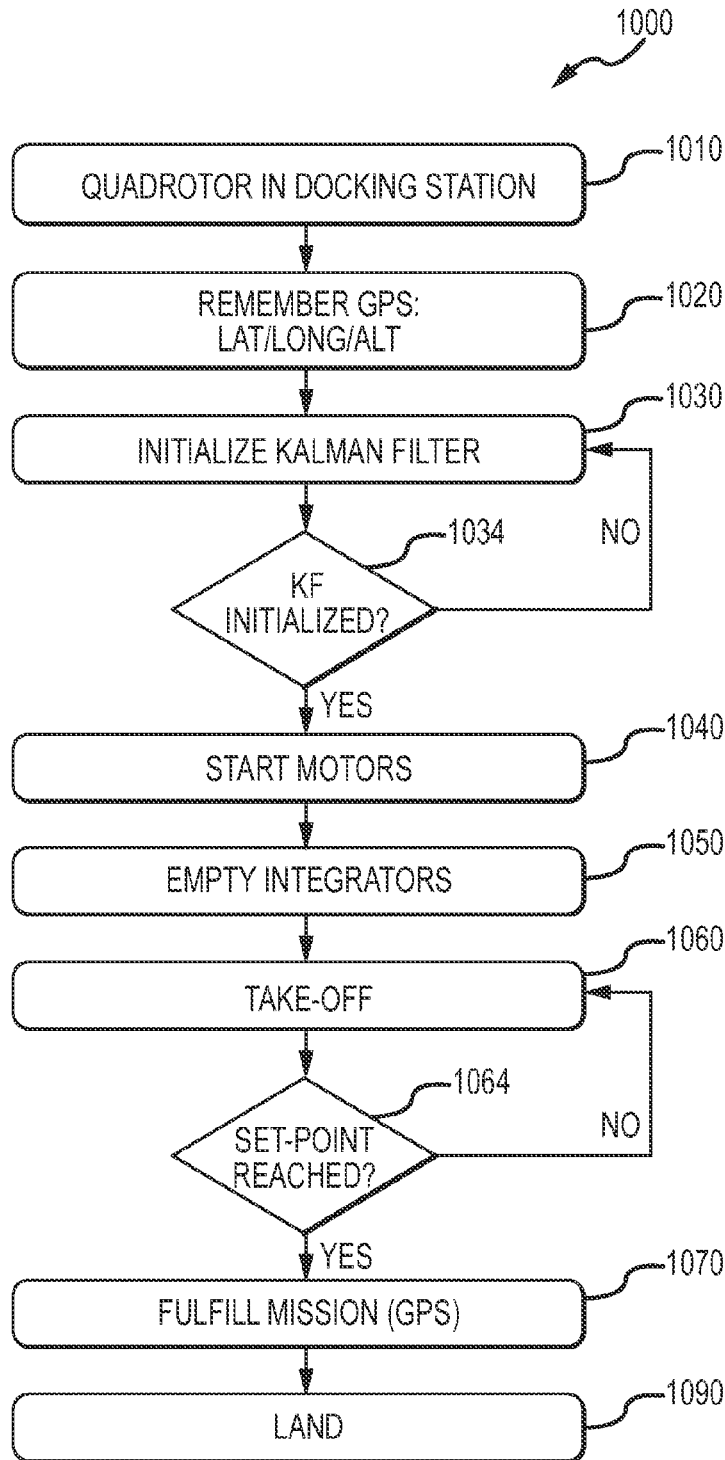 1000
QUADROTOR IN DOCKING STATION
1010
REMEMBER GPS:
LAT/LONG/ALT
1020
INITIALIZE KALMAN FILTER
1030
KF
INITIALIZED?
1034
NO
YES
START MOTORS
1040
EMPTY INTEGRATORS
1050
TAKE-OFF
1060
SET-POINT
REACHED?
1064
NO
YES
FULFILL MISSION (GPS)
1070
LAND
1090